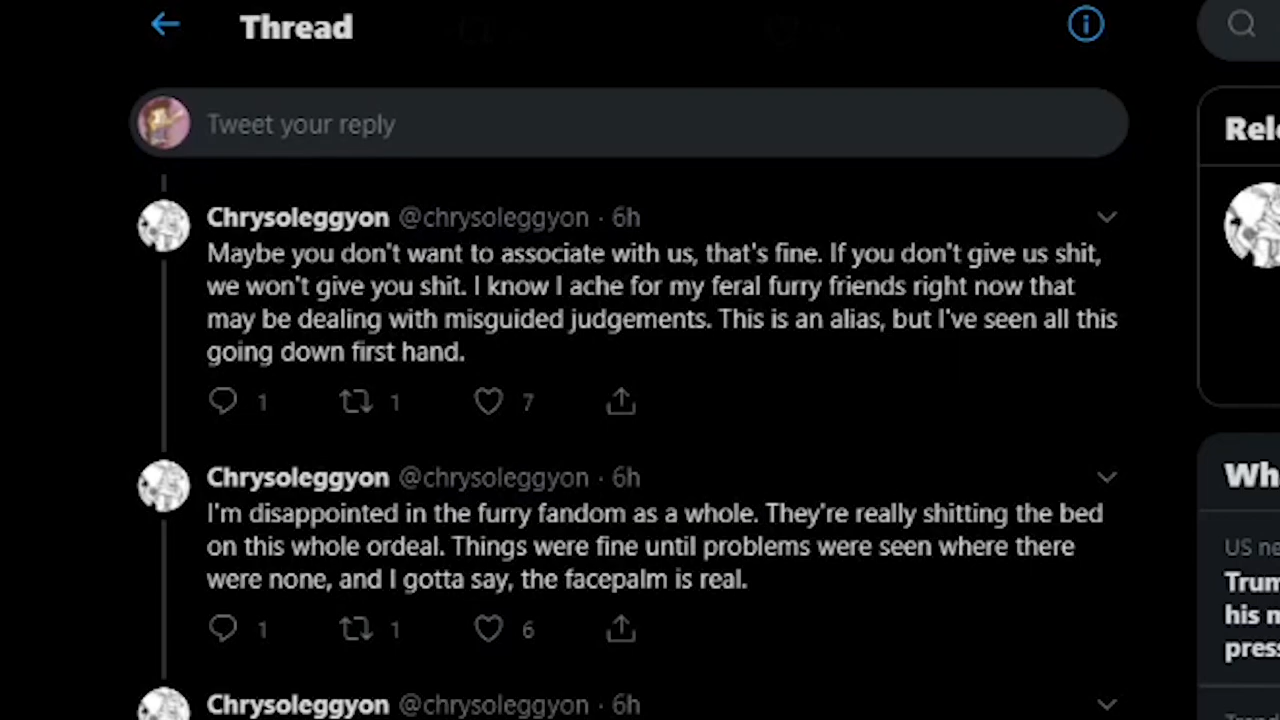 Thread
Tweet your reply
Rel
Chrysoleggyon @chrysoleggyon · 6h
Maybe you don't want to associate with us, that's fine. If you don't give us shit,
we won't give you shit. I know I ache for my feral furry friends right now that
may be dealing with misguided judgements. This is an alias, but I've seen all this
going down first hand.
1 1 7
Chrysoleggyon @chrysoleggyon · 6h
I'm disappointed in the furry fandom as a whole. They're really shitting the bed
on this whole ordeal. Things were fine until problems were seen where there
were none, and I gotta say, the facepalm is real.
1 1 6
Chrysoleggyon @chrysoleggyon · 6h
Wh
US ne
Trum
his m
press